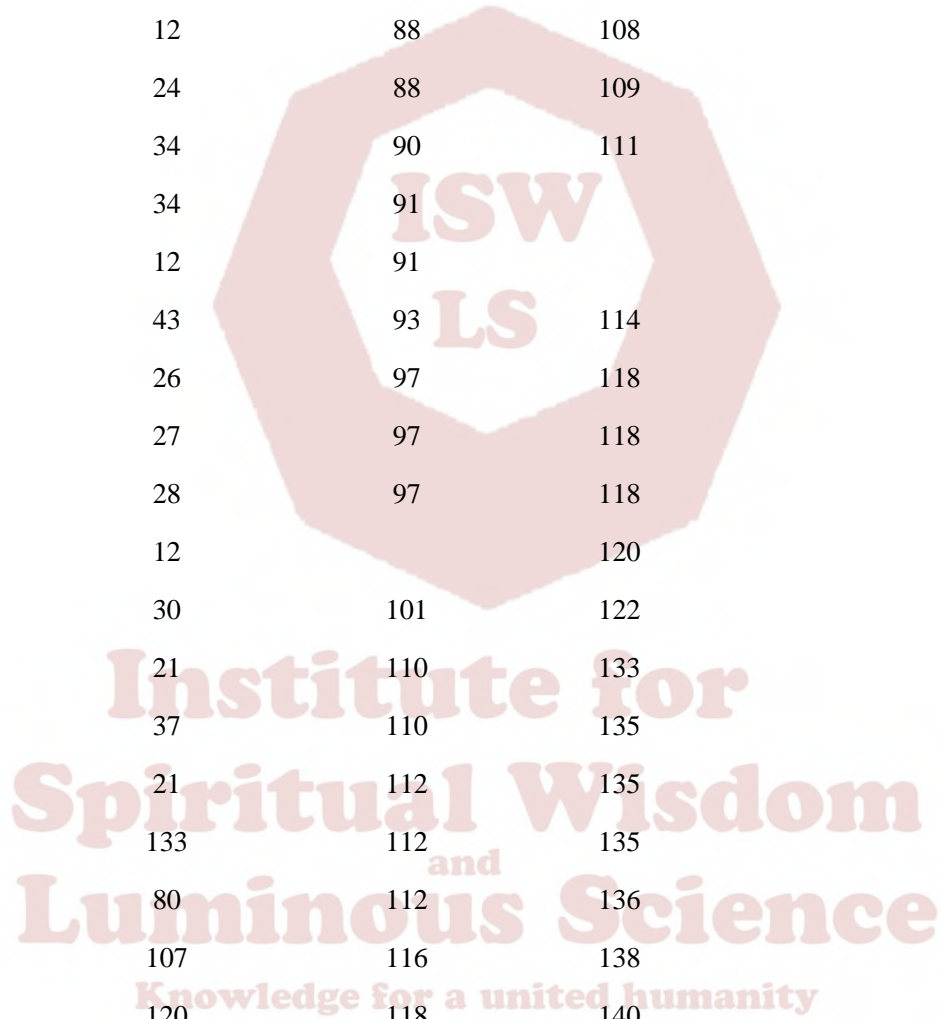 12 88 108
24 88 109
34 90 111
ISW
34 91
12 91
LS
43 93 114
26 97 118
27 97 118
28 97 118
12 120
30 101 122
Institute for
21 110 133
37 110 135
Spiritual Wisdom
21 112 135
133 112 135
and
Luminous Science
80 112 136
107 116 138
Knowledge for a united humanity
120 118 140